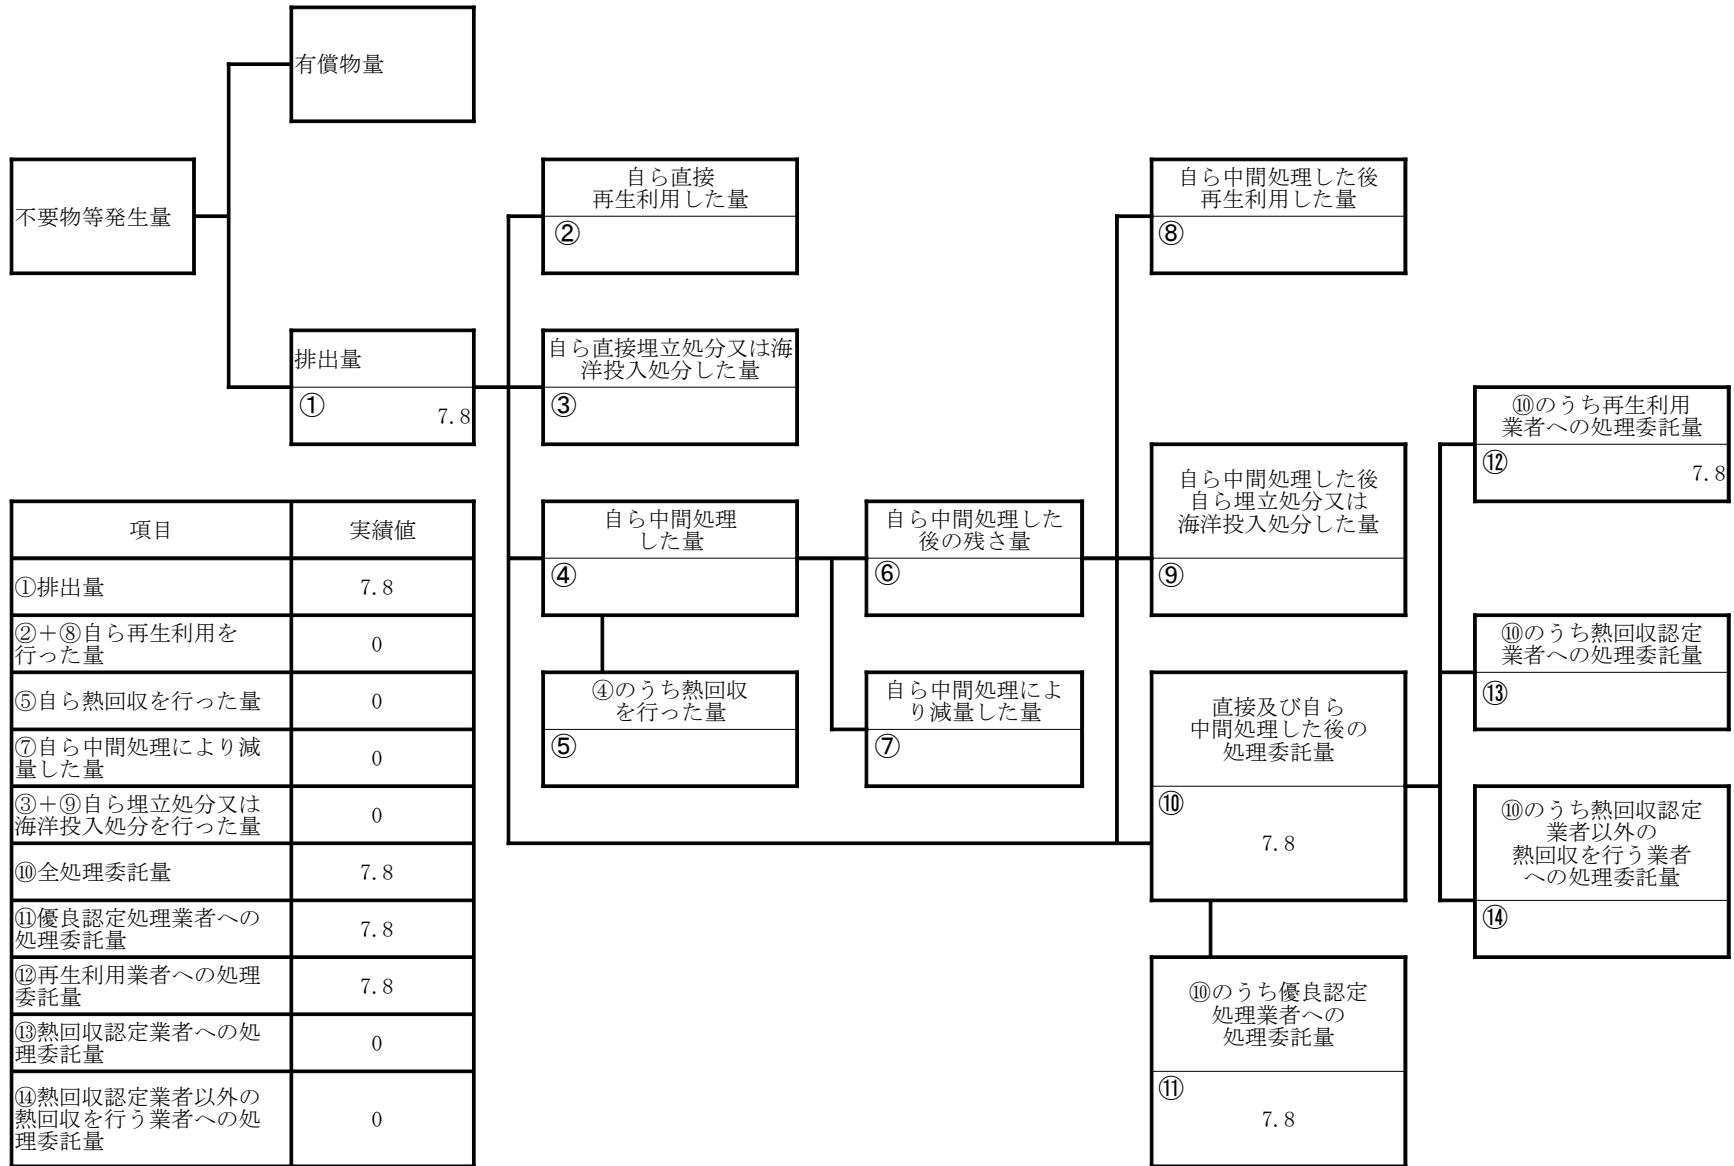 有償物量
不要物等発生量
自ら直接
再生利用した量
②
自ら中間処理した後
再生利用した量
⑧
排出量
①
7.8
自ら直接埋立処分又は海
洋投入処分した量
③
⑩のうち再生利用
業者への処理委託量
⑫
7.8
自ら中間処理
した量
④
自ら中間処理した
後の残さ量
⑥
自ら中間処理した後
自ら埋立処分又は
海洋投入処分した量
⑨
⑩のうち熱回収認定
業者への処理委託量
⑬
④のうち熱回収
を行った量
⑤
自ら中間処理によ
り減量した量
⑦
直接及び自ら
中間処理した後の
処理委託量
⑩
7.8
⑩のうち熱回収認定
業者以外の
熱回収を行う業者
への処理委託量
⑭
⑩のうち優良認定
処理業者への
処理委託量
⑪
7.8
項目 実績値
①排出量 7.8
②＋⑧自ら再生利用を
行った量 0
⑤自ら熱回収を行った量 0
⑦自ら中間処理により減
量した量 0
③＋⑨自ら埋立処分又は
海洋投入処分を行った量 0
⑩全処理委託量 7.8
⑪優良認定処理業者への
処理委託量 7.8
⑫再生利用業者への処理
委託量 7.8
⑬熱回収認定業者への処
理委託量 0
⑭熱回収認定業者以外の
熱回収を行う業者への処
理委託量 0